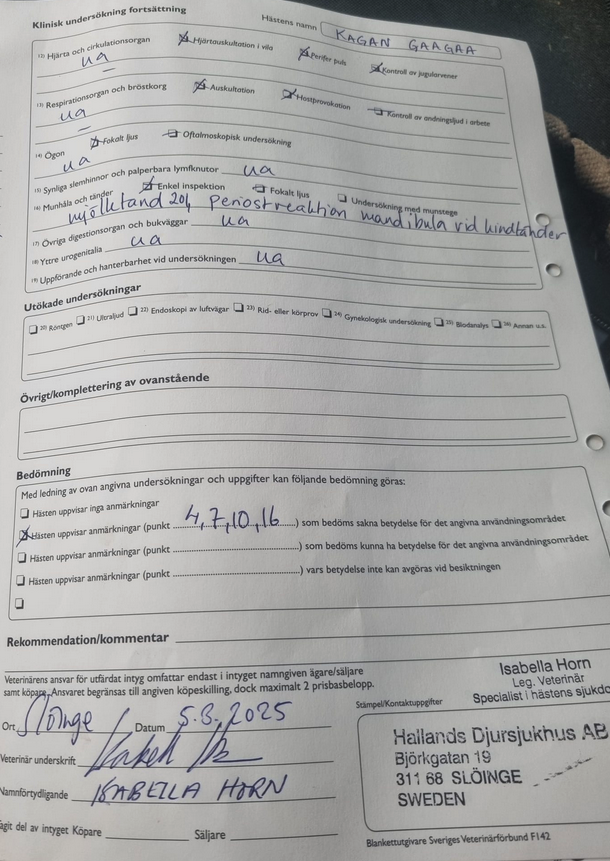 Klinisk undersökning fortsättning
Hästens namn KAGAN GAAGAA
12) Hjärta och cirkulationsorgan ☒ Hjärtauskultation i vila ☒ Perifer puls ☒ Kontroll av jugularvener
ua
13) Respirationsorgan och bröstkorg ☒ Auskultation ☒ Hostprovokation ☐ Kontroll av andningsljud i arbete
ua
14) Ögon ☒ Fokalt ljus ☐ Oftalmoskopisk undersökning
ua
15) Synliga slemhinnor och palperbara lymfknutor ua
16) Munhåla och tänder ☒ Enkel inspektion ☐ Fokalt ljus ☐ Undersökning med munstege
mjölktand 204 periostreaktion mandibula vid kindtänder
17) Övriga digestionsorgan och bukväggar ua
18) Yttre urogenitalia ua
19) Uppförande och hanterbarhet vid undersökningen ua
Utökade undersökningar
☐ 20) Röntgen ☐ 21) Ultraljud ☐ 22) Endoskopi av luftvägar ☐ 23) Rid- eller körprov ☐ 24) Gynekologisk undersökning ☐ 25) Blodanalys ☐ 26) Annan u.s.
Övrigt/komplettering av ovanstående
Bedömning
Med ledning av ovan angivna undersökningar och uppgifter kan följande bedömning göras:
☐ Hästen uppvisar inga anmärkningar
☒ Hästen uppvisar anmärkningar (punkt 4,7,10,16) som bedöms sakna betydelse för det angivna användningsområdet
☐ Hästen uppvisar anmärkningar (punkt ..............................) som bedöms kunna ha betydelse för det angivna användningsområdet
☐ Hästen uppvisar anmärkningar (punkt ..............................) vars betydelse inte kan avgöras vid besiktningen
☐
Rekommendation/kommentar
Veterinärens ansvar för utfärdat intyg omfattar endast i intyget namngiven ägare/säljare
samt köpare. Ansvaret begränsas till angiven köpeskilling, dock maximalt 2 prisbasbelopp.
Isabella Horn
Leg. Veterinär
Specialist i hästens sjukdo
Stämpel/Kontaktuppgifter
Ort Slöinge Datum 5.3.2025
Hallands Djursjukhus AB
Björkgatan 19
311 68 SLÖINGE
SWEDEN
Veterinär underskrift
Namnförtydligande ISABELLA HORN
agit del av intyget Köpare Säljare
Blankettutgivare Sveriges Veterinärförbund F142